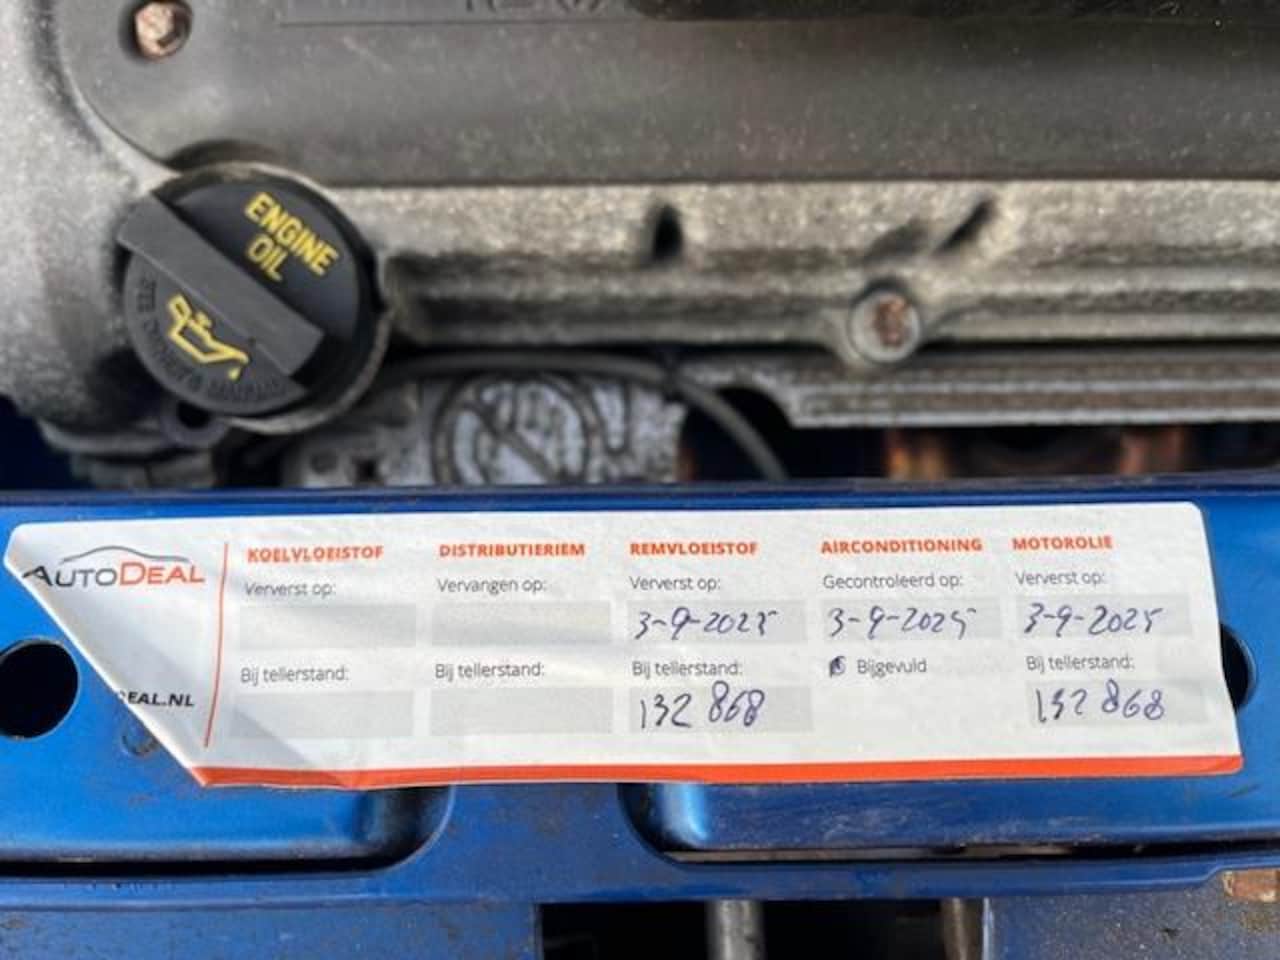 ENGINE
OIL
AUTODEAL
DEAL.NL
KOELVLOEISTOF
Ververst op:
Bij tellerstand:
DISTRIBUTIERIEM
Vervangen op:
Bij tellerstand:
REMVLOEISTOF
Ververst op:
3-9-2025
Bij tellerstand:
132 868
AIRCONDITIONING
Gecontroleerd op:
3-9-2025
Bijgevuld
MOTOROLIE
Ververst op:
3-9-2025
Bij tellerstand:
132 868